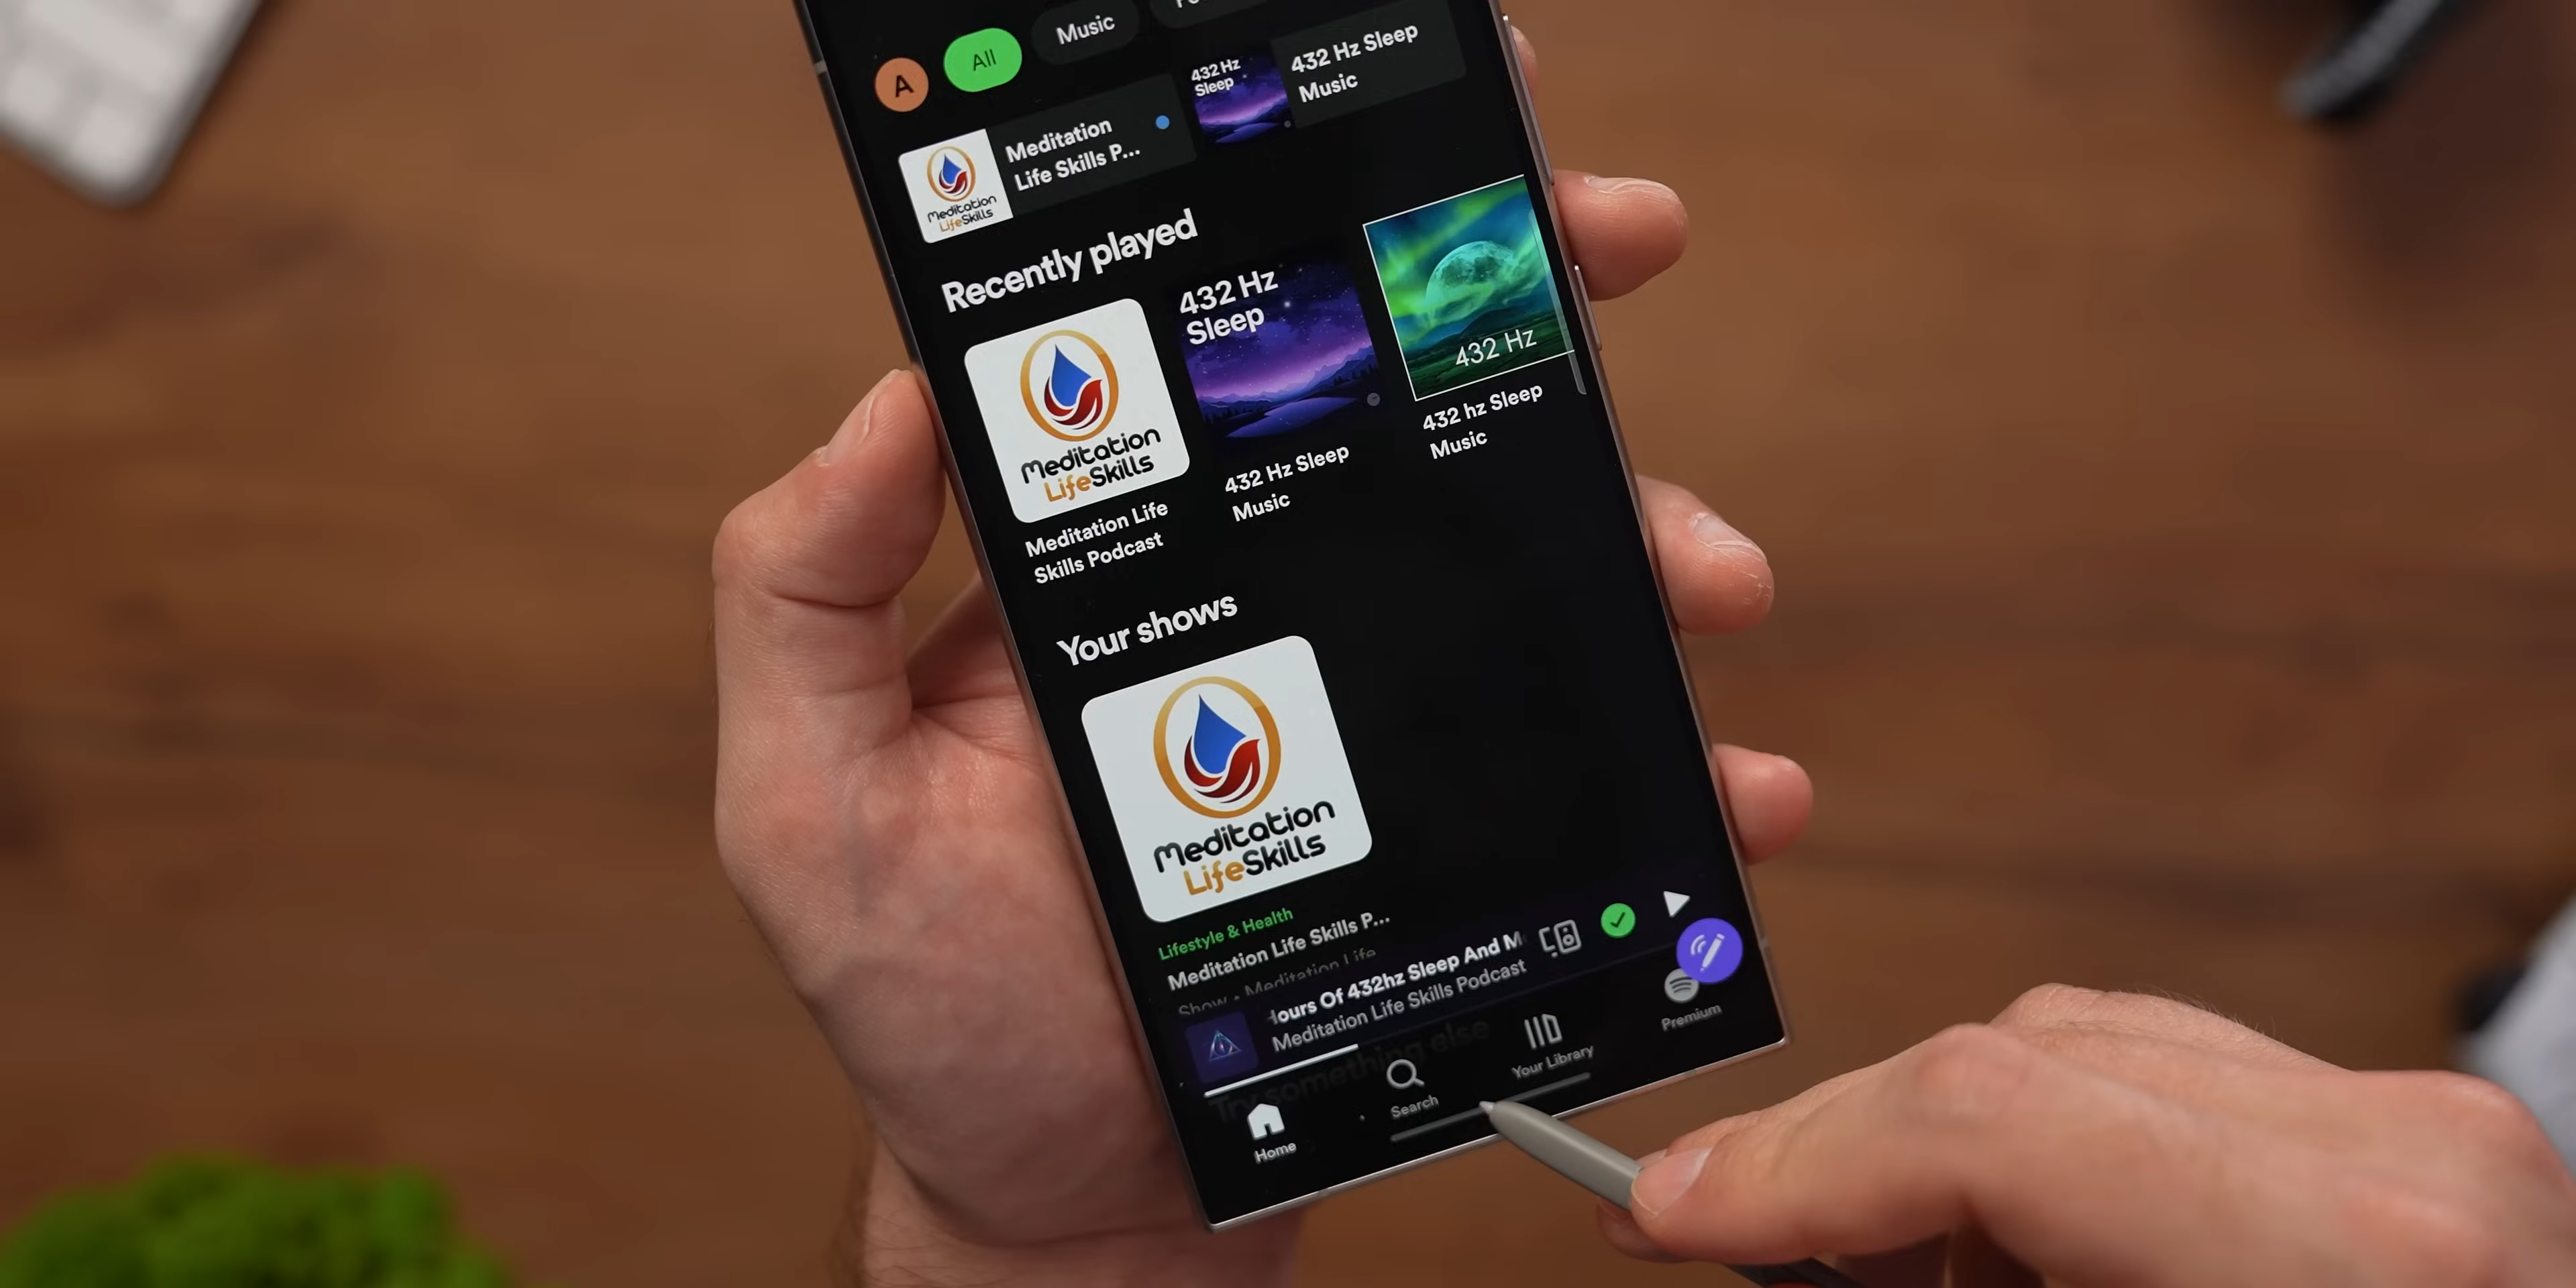 A
All
Music
Meditation
Life Skills P...
Meditation
LifeSkills
432 Hz
Sleep
432 Hz Sleep
Music
Recently played
Meditation
LifeSkills
Meditation Life
Skills Podcast
432 Hz
Sleep
432 Hz Sleep
Music
432 Hz
432 hz Sleep
Music
Your shows
Meditation
LifeSkills
Lifestyle & Health
Meditation Life Skills P...
Show • Meditation Life
Hours Of 432hz Sleep And M
Meditation Life Skills Podcast
Try something else
Home
Search
Your Library
Premium